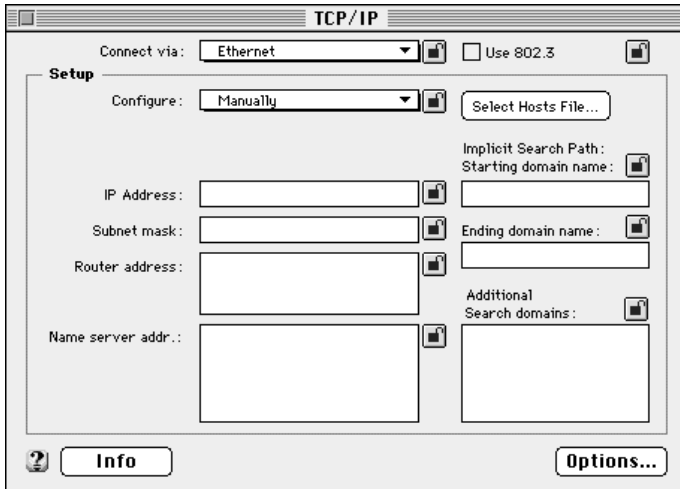 TCP/IP
Connect via: Ethernet Use 802.3
Setup
Configure: Manually Select Hosts File...
Implicit Search Path:
Starting domain name:
IP Address:
Subnet mask: Ending domain name:
Router address:
Additional
Search domains:
Name server addr.:
? Info Options...